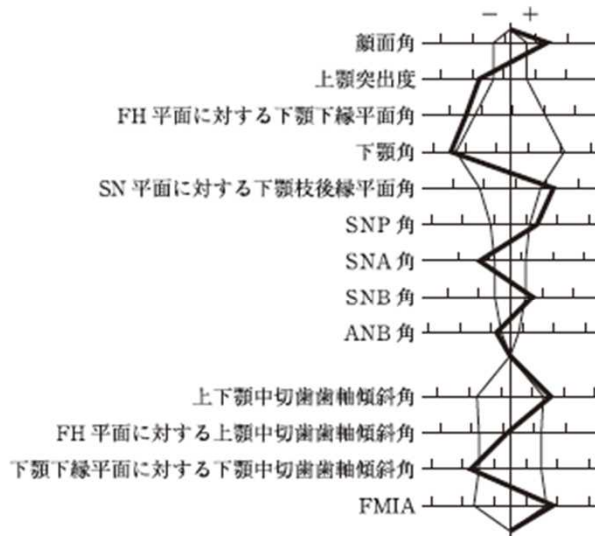 − +
顔面角
上顎突出度
FH 平面に対する下顎下縁平面角
下顎角
SN 平面に対する下顎枝後縁平面角
SNP 角
SNA 角
SNB 角
ANB 角
上下顎中切歯歯軸傾斜角
FH 平面に対する上顎中切歯歯軸傾斜角
下顎下縁平面に対する下顎中切歯歯軸傾斜角
FMIA